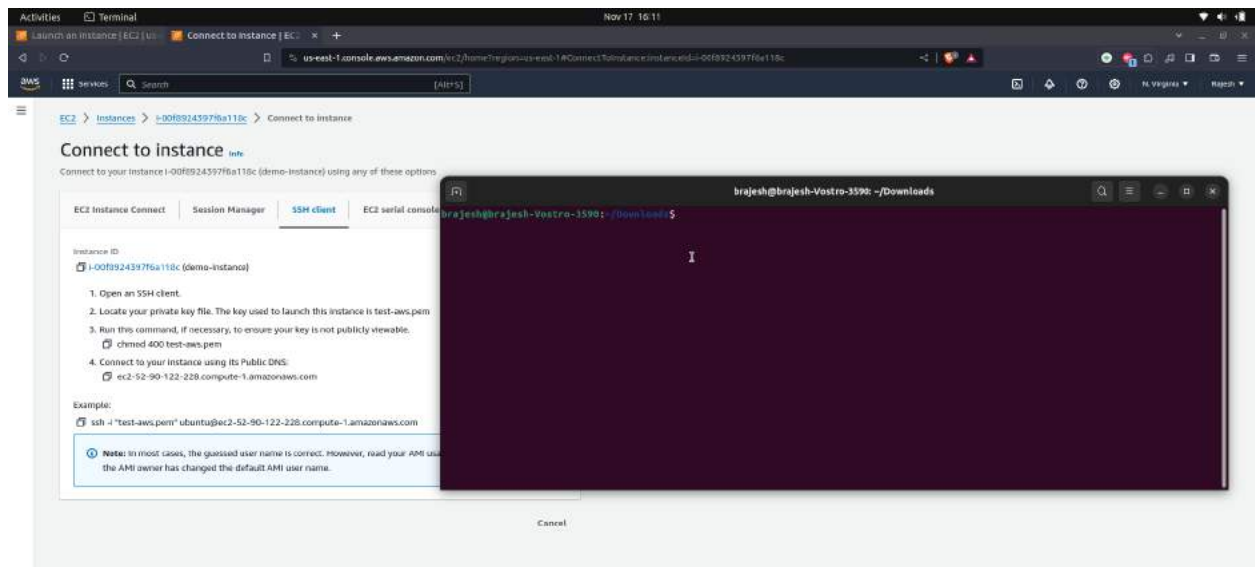 Activities Terminal Nov 17 16:11
Launch an instance | EC2 | us Connect to instance | EC2 × +
us-east-1.console.aws.amazon.com/ec2/home?region=us-east-1#ConnectToInstance:instanceId=i-00f8924397f6a118c
aws Services Search [Alt+S] N. Virginia Rajesh
EC2 > Instances > i-00f8924397f6a118c > Connect to instance
Connect to instance Info
Connect to your instance i-00f8924397f6a118c (demo-instance) using any of these options
EC2 Instance Connect Session Manager SSH client EC2 serial console
Instance ID
i-00f8924397f6a118c (demo-instance)
1. Open an SSH client.
2. Locate your private key file. The key used to launch this instance is test-aws.pem
3. Run this command, if necessary, to ensure your key is not publicly viewable.
chmod 400 test-aws.pem
4. Connect to your instance using its Public DNS:
ec2-52-90-122-228.compute-1.amazonaws.com
Example:
ssh -i "test-aws.pem" ubuntu@ec2-52-90-122-228.compute-1.amazonaws.com
Note: In most cases, the guessed user name is correct. However, read your AMI usa
the AMI owner has changed the default AMI user name.
Cancel
brajesh@brajesh-Vostro-3590: ~/Downloads
brajesh@brajesh-Vostro-3590:~/Downloads$